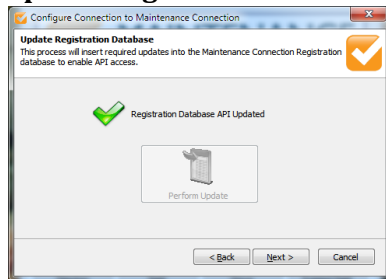 Configure Connection to Maintenance Connection
Update Registration Database
This process will insert required updates into the Maintenance Connection Registration
database to enable API access.
Registration Database API Updated
Perform Update
< Back
Next >
Cancel